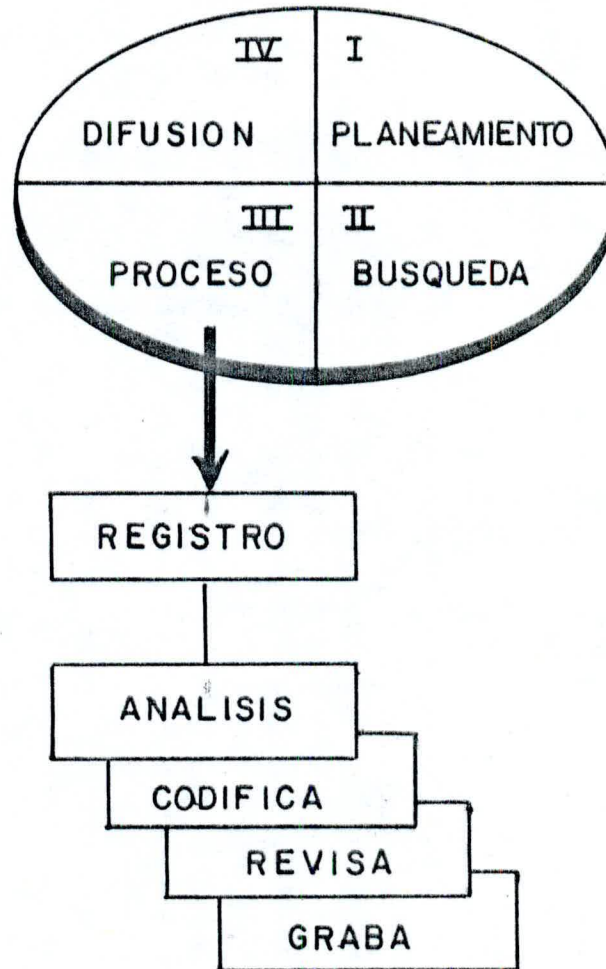 IV I
DIFUSION PLANEAMIENTO
III II
PROCESO BUSQUEDA
REGISTRO
ANALISIS
CODIFICA
REVISA
GRABA